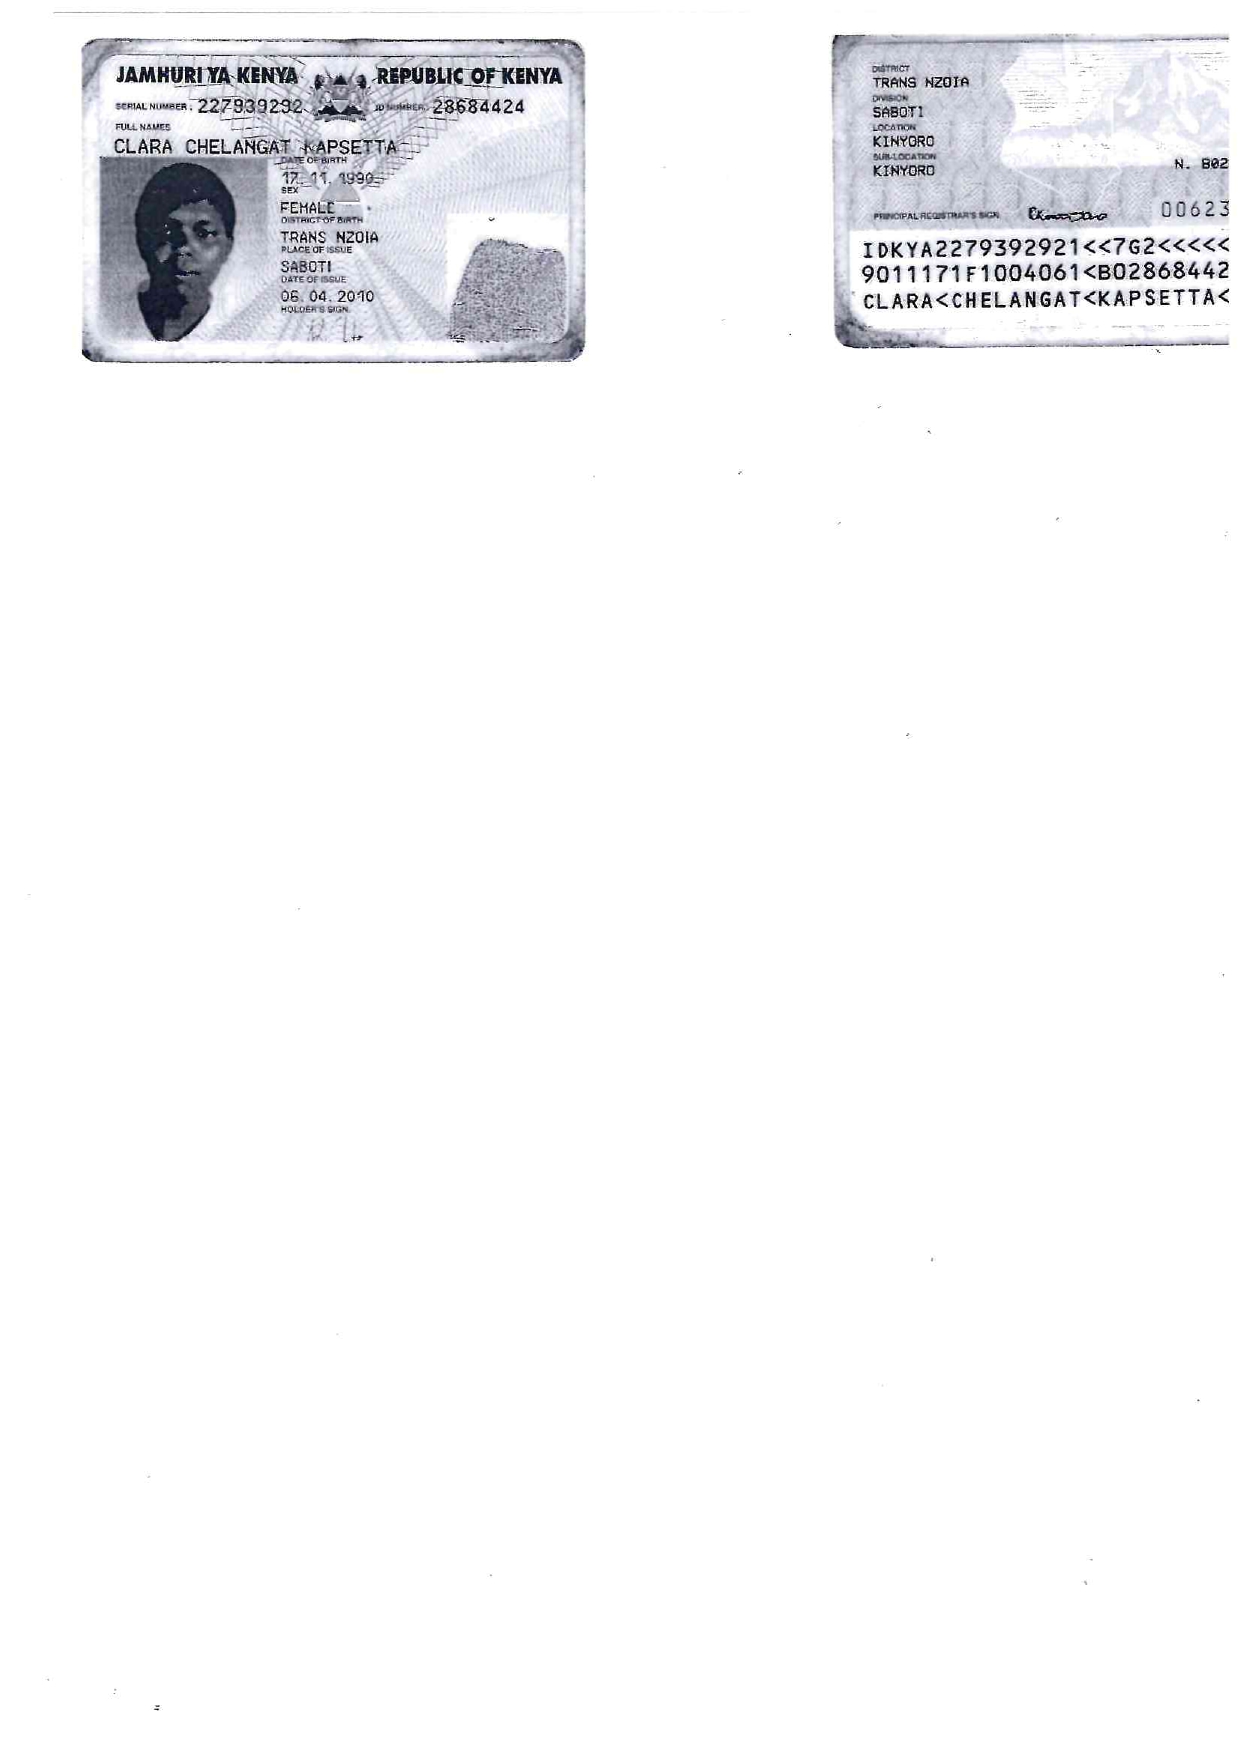 JAMHURI YA KENYA REPUBLIC OF KENYA
SERIAL NUMBER: 227939292 ID NUMBER: 28684424
FULL NAMES
CLARA CHELANGAT KAPSETTA
DATE OF BIRTH
17. 11. 1990
SEX
FEMALE
DISTRICT OF BIRTH
TRANS NZOIA
PLACE OF ISSUE
SABOTI
DATE OF ISSUE
06. 04. 2010
HOLDER'S SIGN.
DISTRICT
TRANS NZOIA
DIVISION
SABOTI
LOCATION
KINYORO
SUB-LOCATION
KINYORO
N. B02
PRINCIPAL REGISTRAR'S SIGN. 00623
IDKYA2279392921<<7G2<<<<<
9011171F1004061<B02868442
CLARA<CHELANGAT<KAPSETTA<